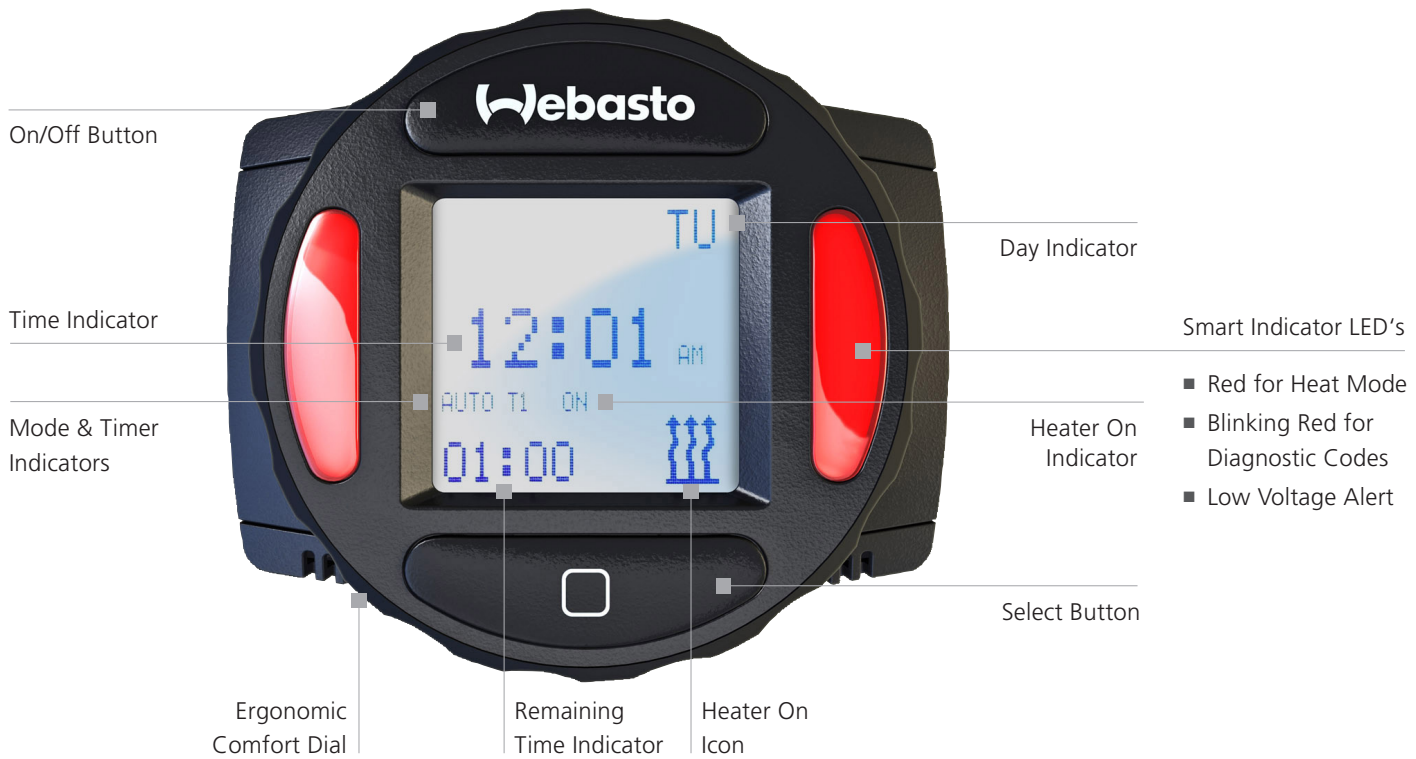 Webasto
On/Off Button
TU
Day Indicator
Time Indicator
12:01 AM
Smart Indicator LED's
■ Red for Heat Mode
■ Blinking Red for
Diagnostic Codes
■ Low Voltage Alert
AUTO T1 ON
Mode & Timer
Indicators
Heater On
Indicator
01:00
Select Button
Ergonomic
Comfort Dial
Remaining
Time Indicator
Heater On
Icon